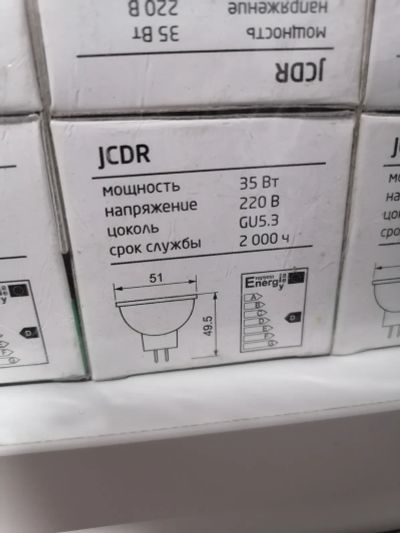 мощность 35 Вт
напряжение 220 В
JCDR
JCDR
мощность 35 Вт
напряжение 220 В
цоколь GU5.3
срок службы 2 000 ч
51
49.5
Energy
A
B
C
D
E
F
G
D
D